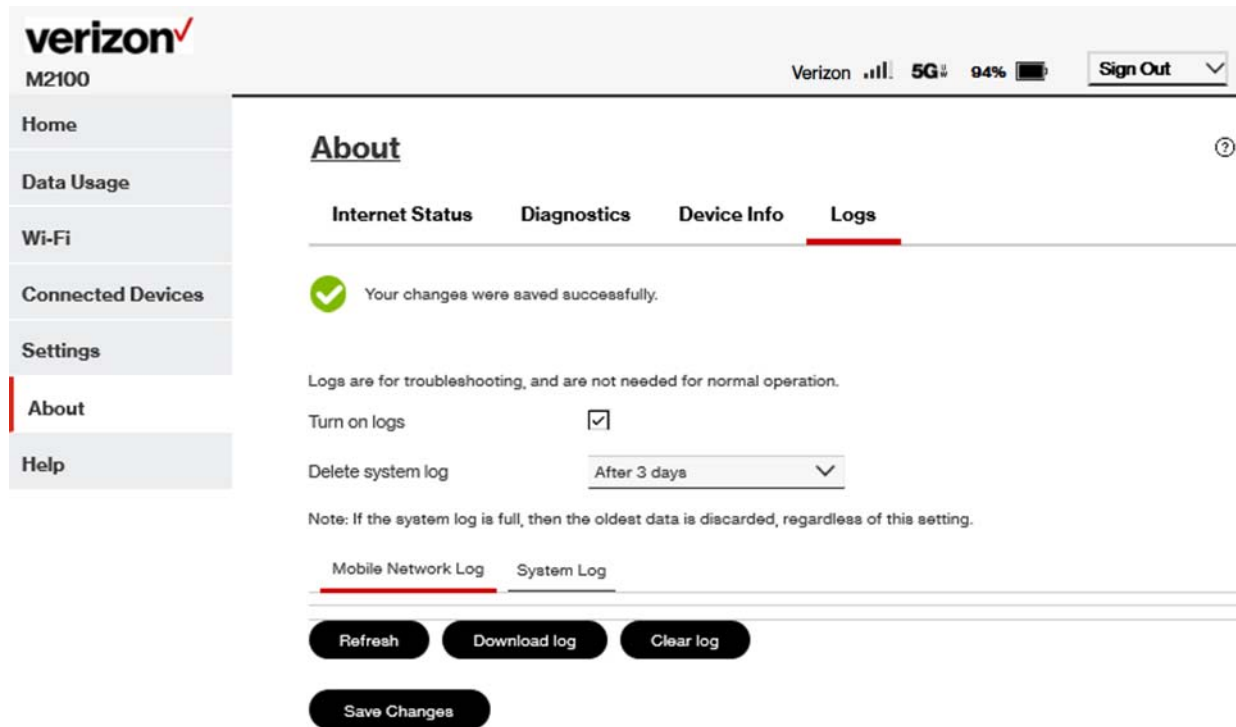 verizon
M2100
Verizon 5G UW 94% Sign Out
Home
Data Usage
Wi-Fi
Connected Devices
Settings
About
Help
About
?
Internet Status Diagnostics Device Info Logs
Your changes were saved successfully.
Logs are for troubleshooting, and are not needed for normal operation.
Turn on logs
Delete system log After 3 days
Note: If the system log is full, then the oldest data is discarded, regardless of this setting.
Mobile Network Log System Log
Refresh Download log Clear log
Save Changes